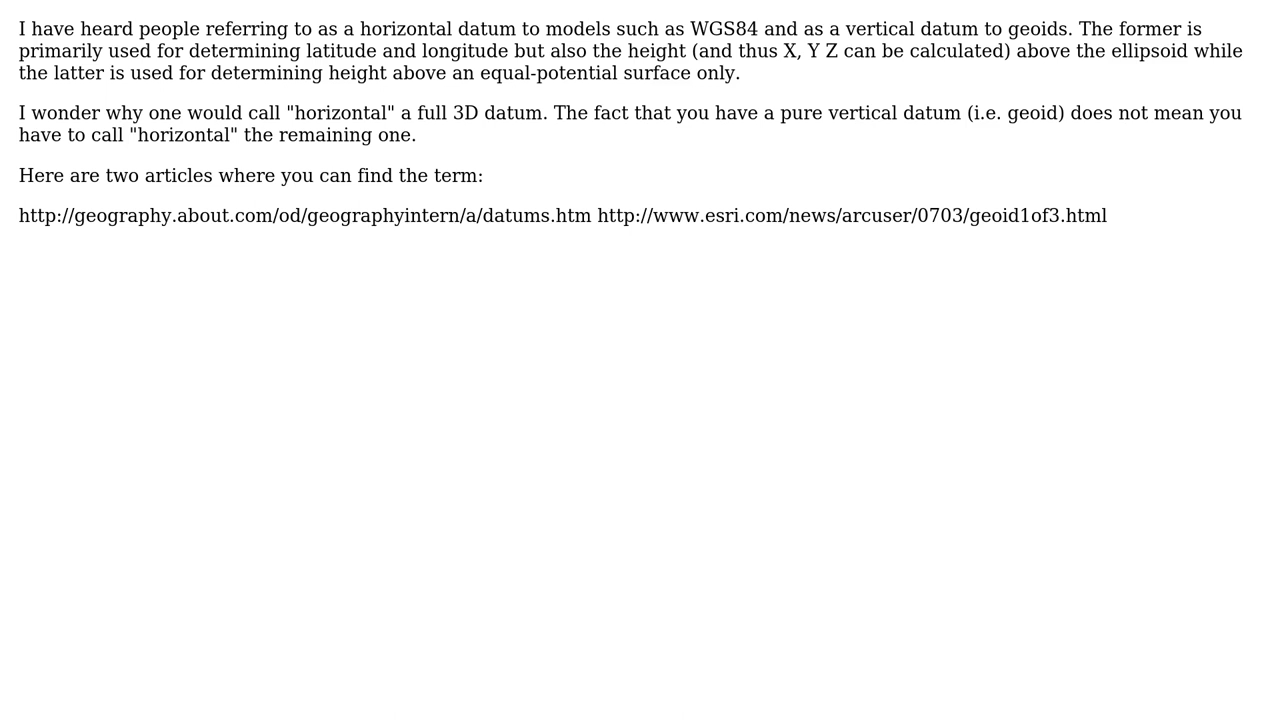 I have heard people referring to as a horizontal datum to models such as WGS84 and as a vertical datum to geoids. The former is
primarily used for determining latitude and longitude but also the height (and thus X, Y Z can be calculated) above the ellipsoid while
the latter is used for determining height above an equal-potential surface only.
I wonder why one would call "horizontal" a full 3D datum. The fact that you have a pure vertical datum (i.e. geoid) does not mean you
have to call "horizontal" the remaining one.
Here are two articles where you can find the term:
http://geography.about.com/od/geographyintern/a/datums.htm http://www.esri.com/news/arcuser/0703/geoid1of3.html